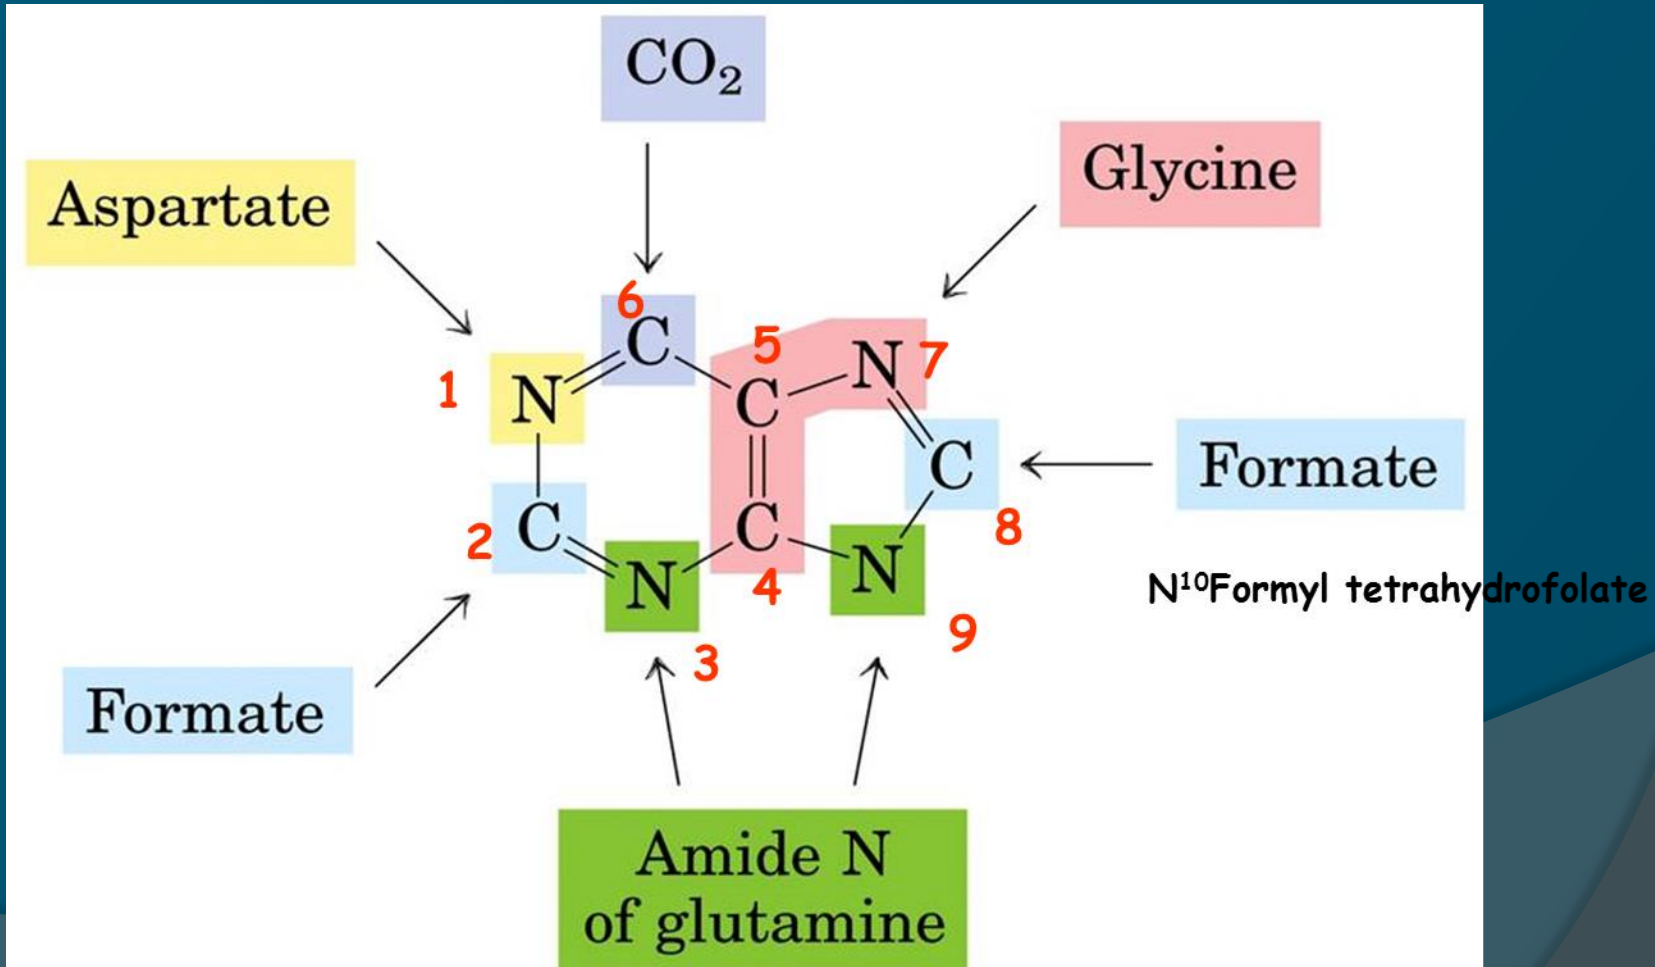 CO₂
Glycine
Aspartate
6
C
5
N
7
1
N
C
C
Formate
2
C
C
8
N
4
N
N¹⁰Formyl tetrahydrofolate
3
9
Formate
Amide N
of glutamine